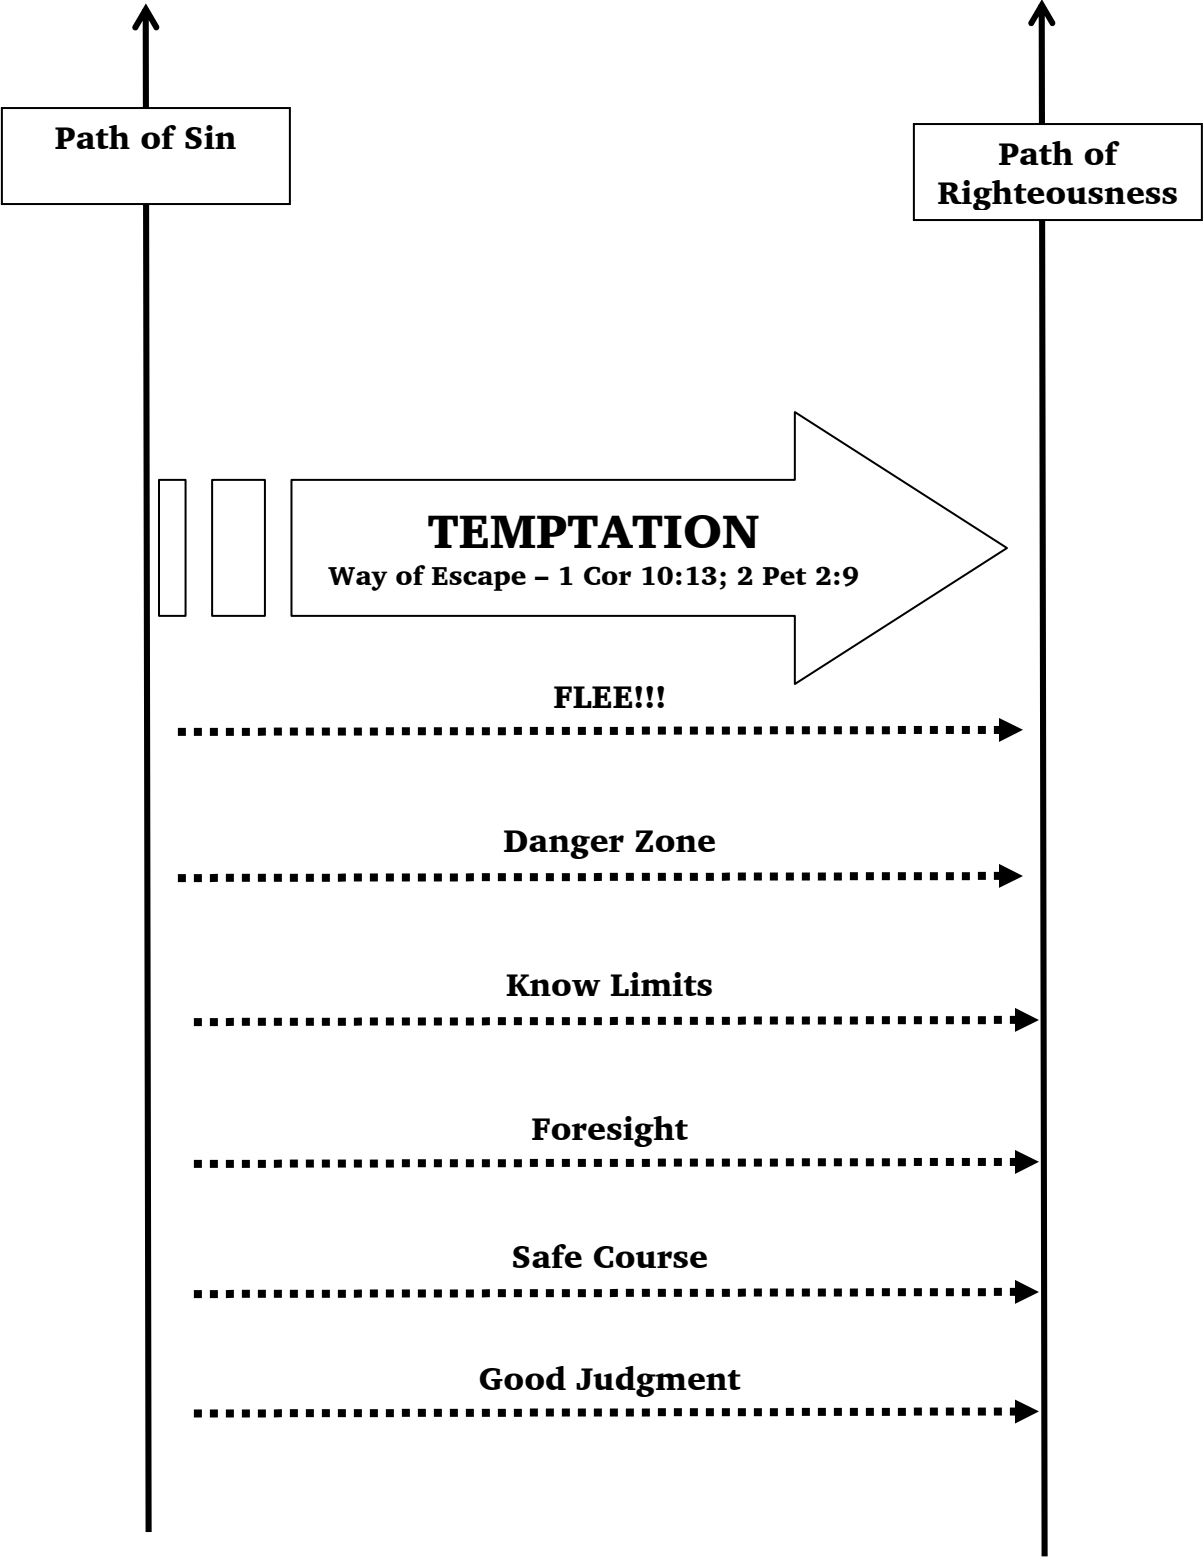 Path of Sin
Path of
Righteousness
TEMPTATION
Way of Escape – 1 Cor 10:13; 2 Pet 2:9
FLEE!!!
Danger Zone
Know Limits
Foresight
Safe Course
Good Judgment